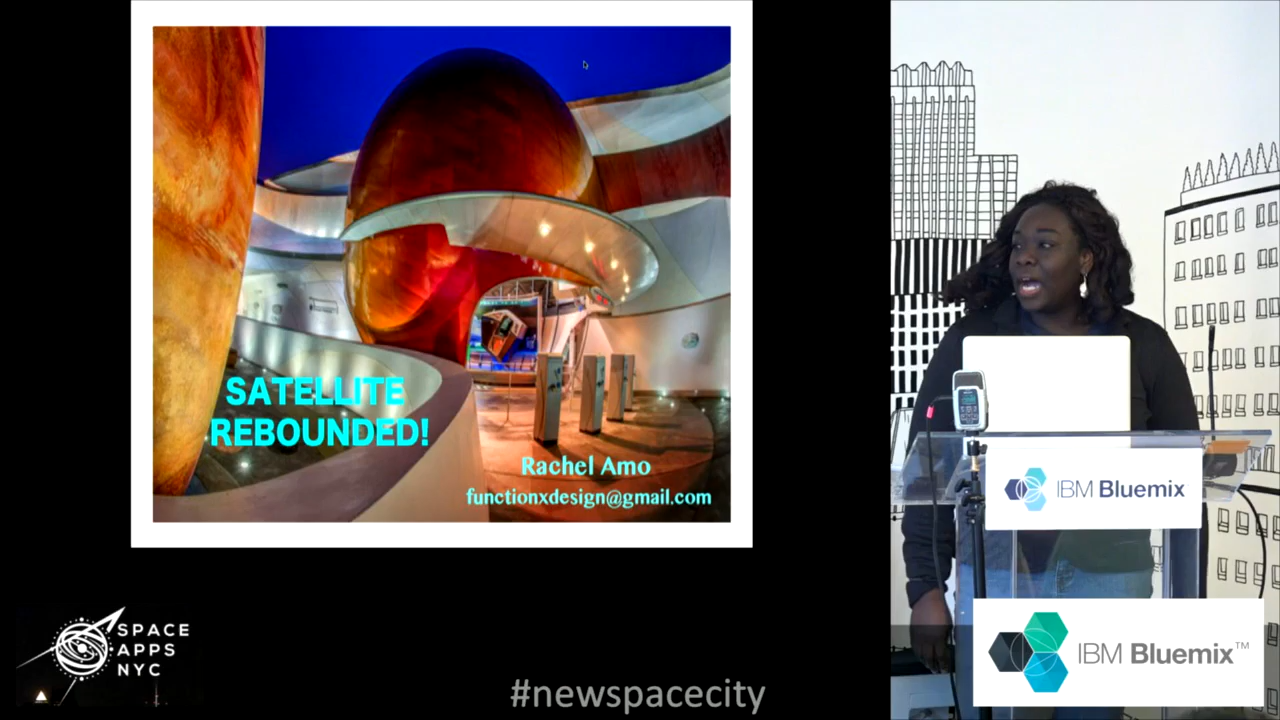 SATELLITE
REBOUNDED!
Rachel Amo
functionxdesign@gmail.com
IBM Bluemix
SPACE
APPS
NYC
#newspacecity
IBM Bluemix™